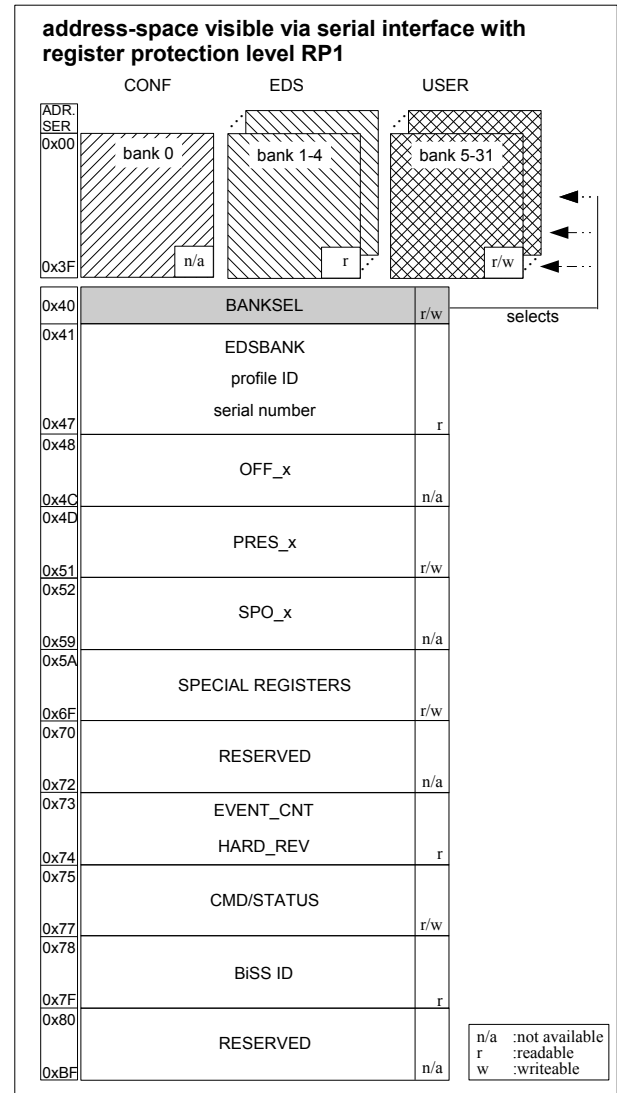 address-space visible via serial interface with
register protection level RP1
CONF EDS USER
ADR.
SER
0x00
bank 0 bank 1-4 bank 5-31
n/a r r/w
0x3F
0x40 BANKSEL r/w
selects
0x41
EDSBANK
profile ID
serial number
0x47 r
0x48
OFF_x
0x4C n/a
0x4D
PRES_x
0x51 r/w
0x52
SPO_x
0x59 n/a
0x5A
SPECIAL REGISTERS
0x6F r/w
0x70
RESERVED
0x72 n/a
0x73
EVENT_CNT
HARD_REV
0x74 r
0x75
CMD/STATUS
0x77 r/w
0x78
BiSS ID
0x7F r
0x80
RESERVED
0xBF n/a
n/a :not available
r :readable
w :writeable